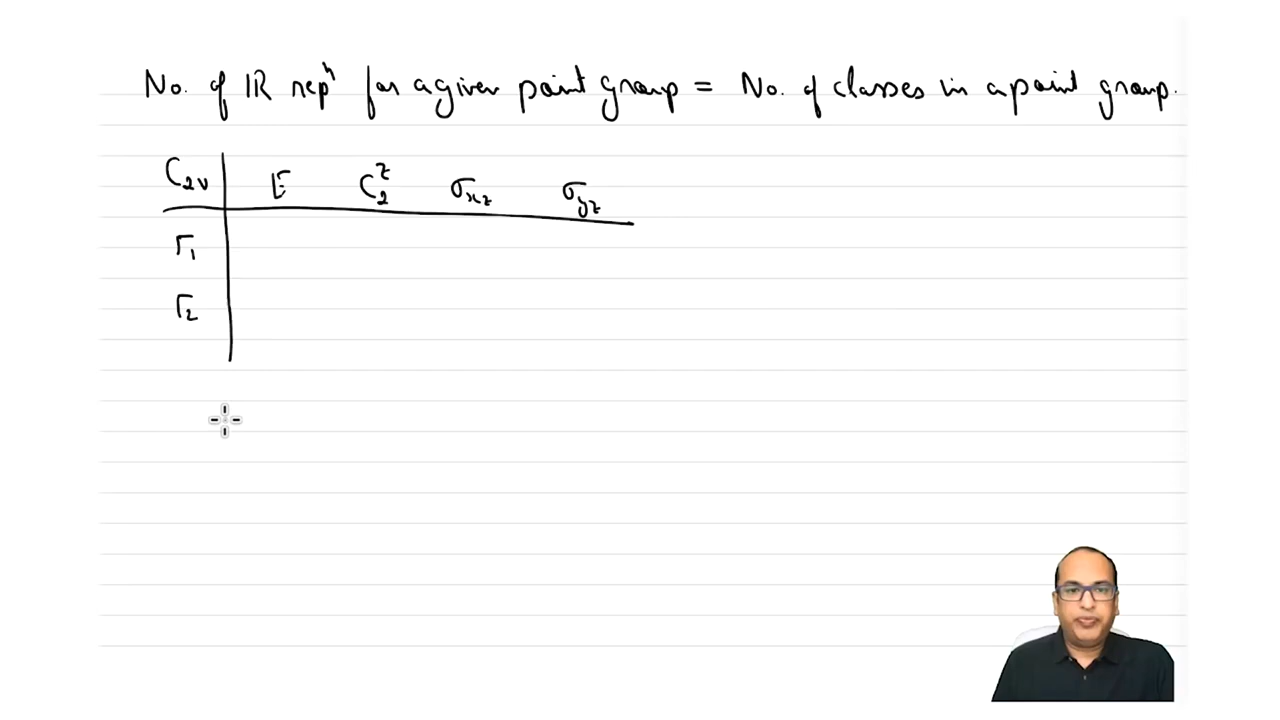 No. of IR repⁿ for a given point group = No. of classes in a point group.
C₂ᵥ E C₂ᶻ σxz σyz
Γ₁
Γ₂